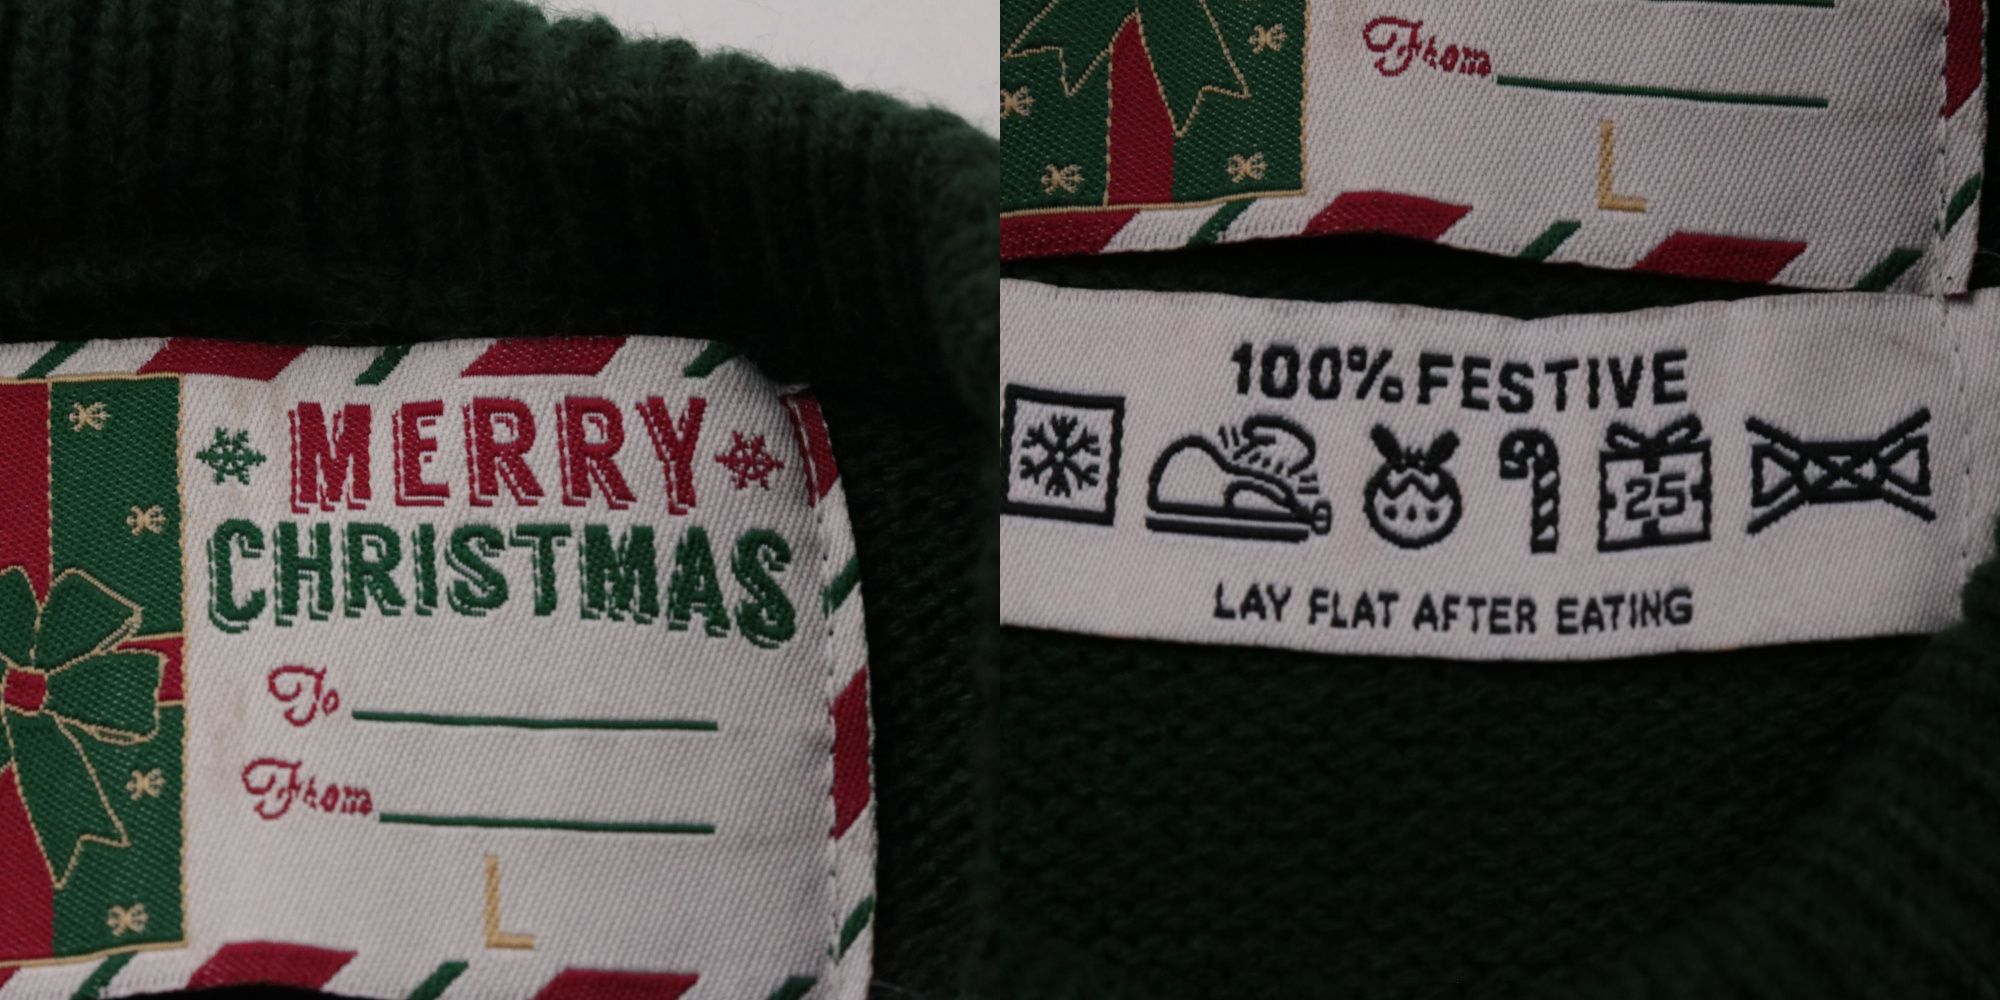 MERRY
CHRISTMAS
To
From
L
From
L
100% FESTIVE
25
LAY FLAT AFTER EATING